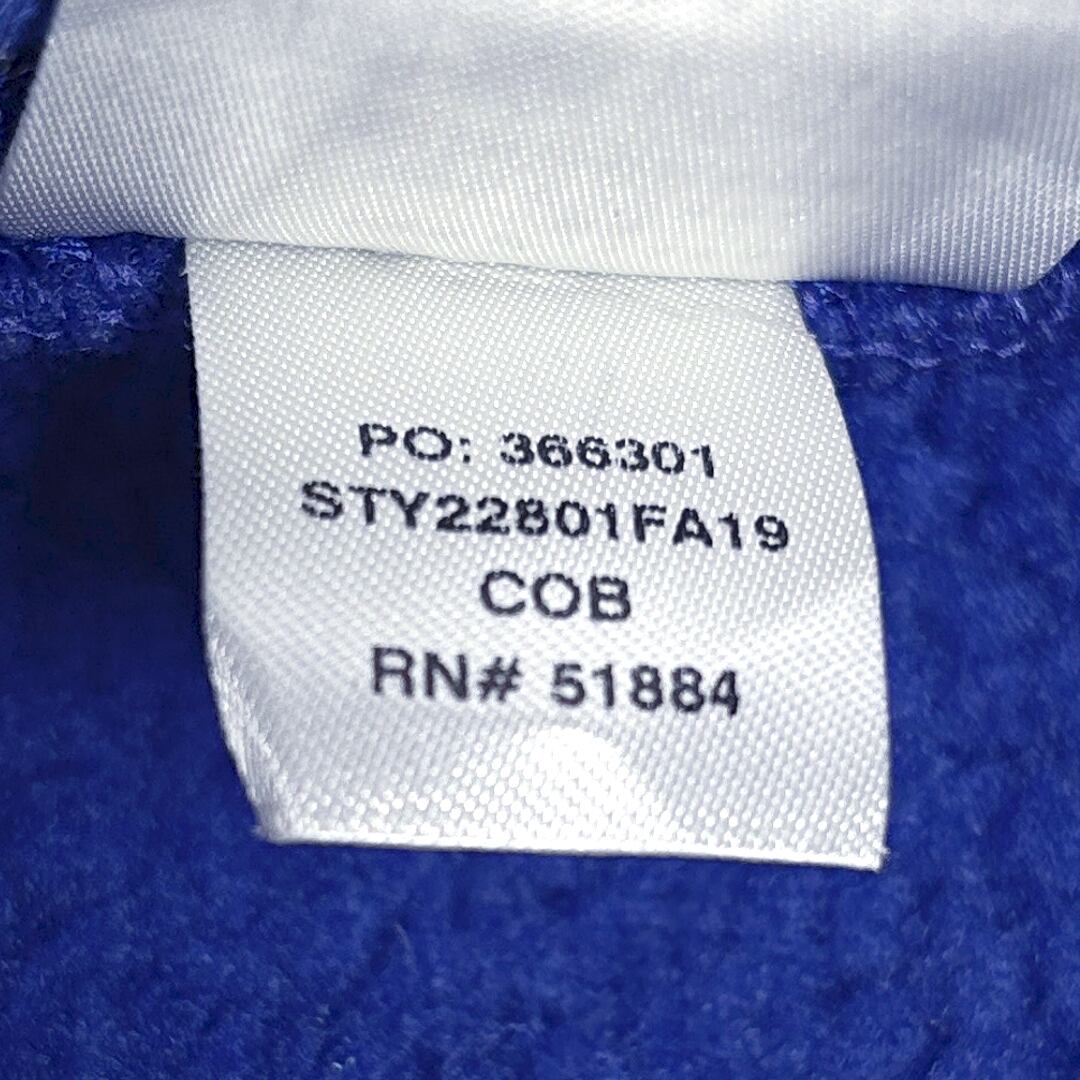 PO: 366301
STY22801FA19
COB
RN# 51884